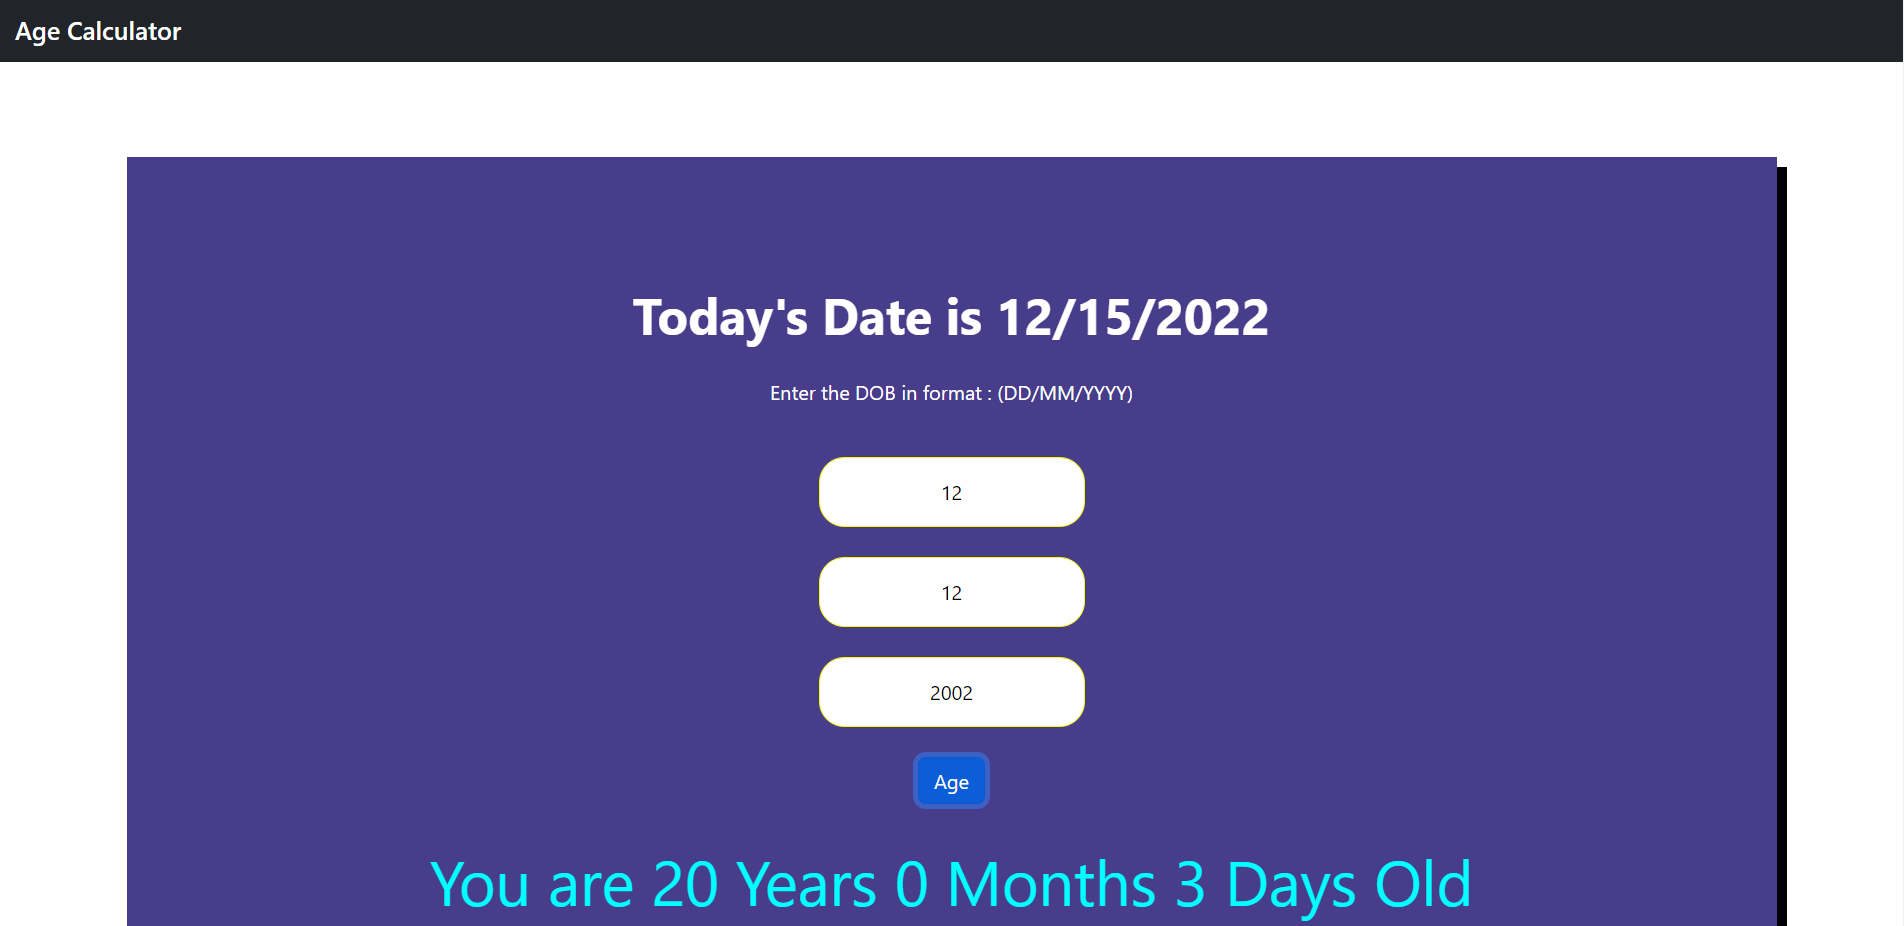 Age Calculator
Today's Date is 12/15/2022
Enter the DOB in format : (DD/MM/YYYY)
12
12
2002
Age
You are 20 Years 0 Months 3 Days Old